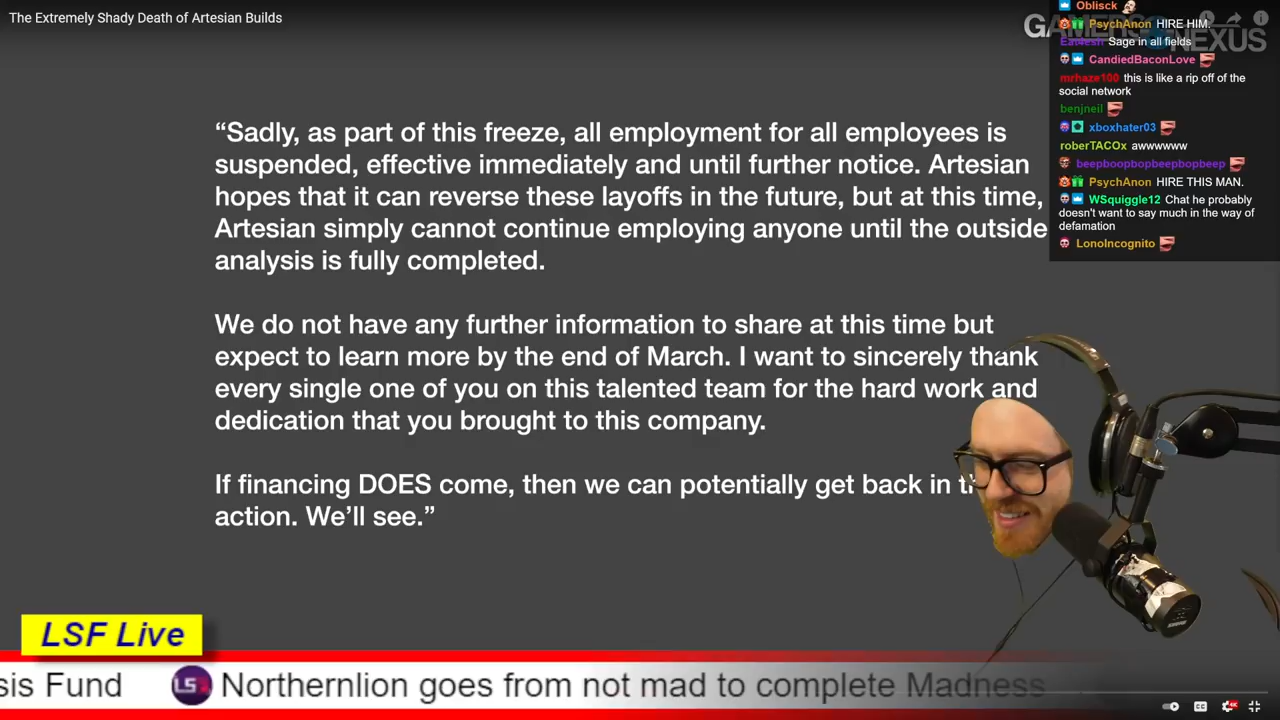 The Extremely Shady Death of Artesian Builds
GAMERS NEXUS
Oblisck
PsychAnon HIRE HIM.
Sage in all fields
CandiedBaconLove
mrhaze100 this is like a rip off of the
social network
benjneil
xboxhater03
roberTACOx awwwwww
beepboopbopbeepbopbeep
PsychAnon HIRE THIS MAN.
WSquiggle12 Chat he probably
doesn't want to say much in the way of
defamation
LonoIncognito
“Sadly, as part of this freeze, all employment for all employees is
suspended, effective immediately and until further notice. Artesian
hopes that it can reverse these layoffs in the future, but at this time,
Artesian simply cannot continue employing anyone until the outside
analysis is fully completed.
We do not have any further information to share at this time but
expect to learn more by the end of March. I want to sincerely thank
every single one of you on this talented team for the hard work and
dedication that you brought to this company.
If financing DOES come, then we can potentially get back in
action. We’ll see.”
LSF Live
sis Fund LS Northernlion goes from not mad to complete Madness
SHURE
CC